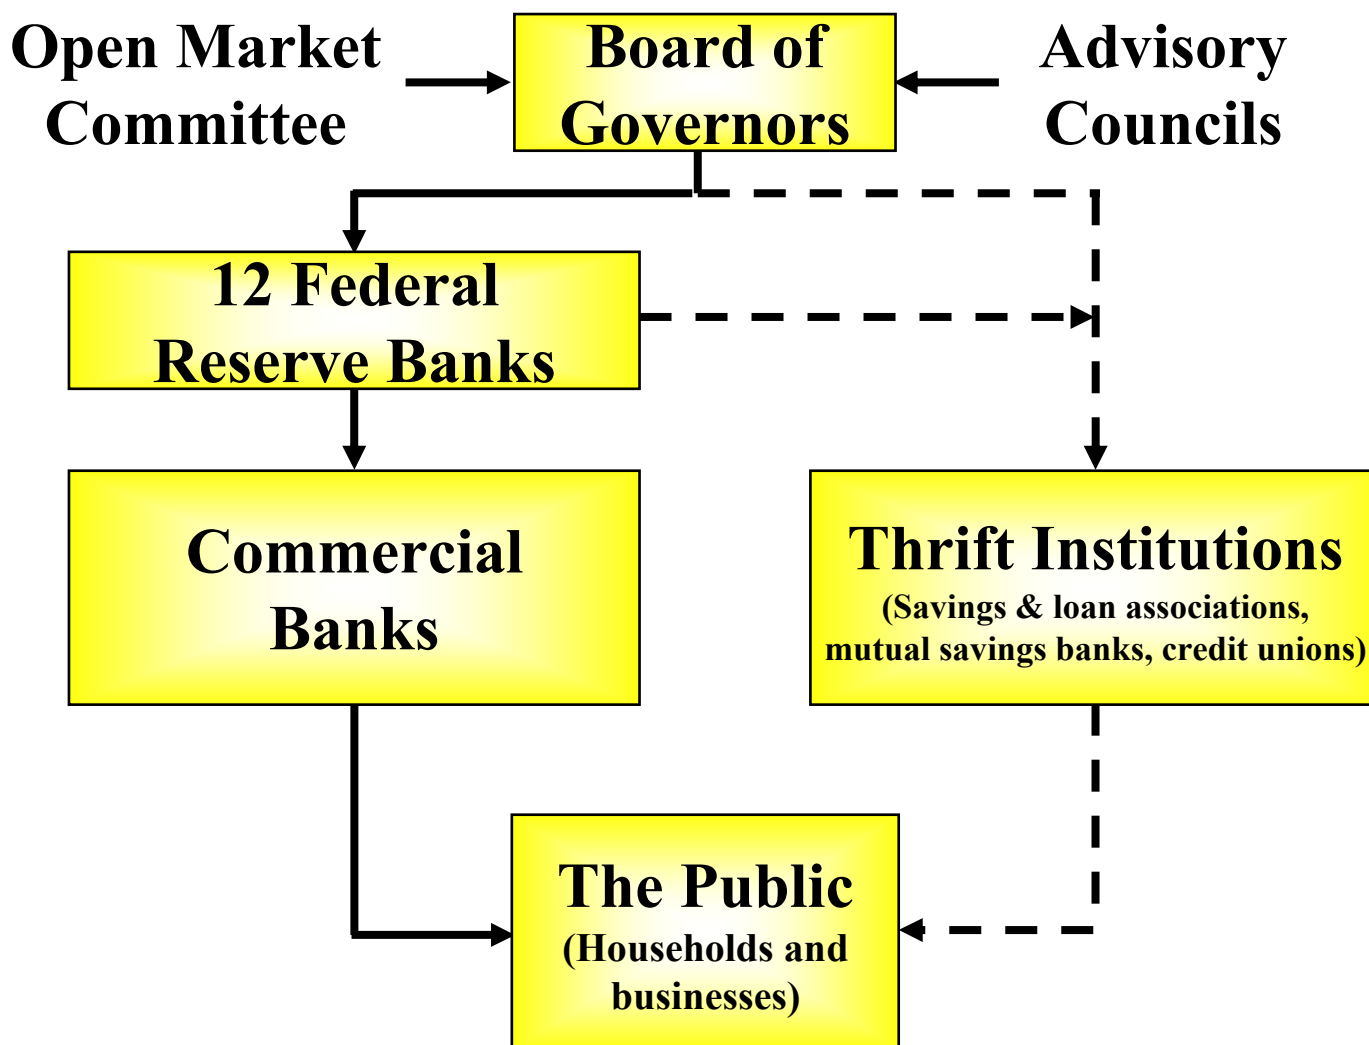 Open Market
Committee
Board of
Governors
Advisory
Councils
12 Federal
Reserve Banks
Commercial
Banks
Thrift Institutions
(Savings & loan associations,
mutual savings banks, credit unions)
The Public
(Households and
businesses)